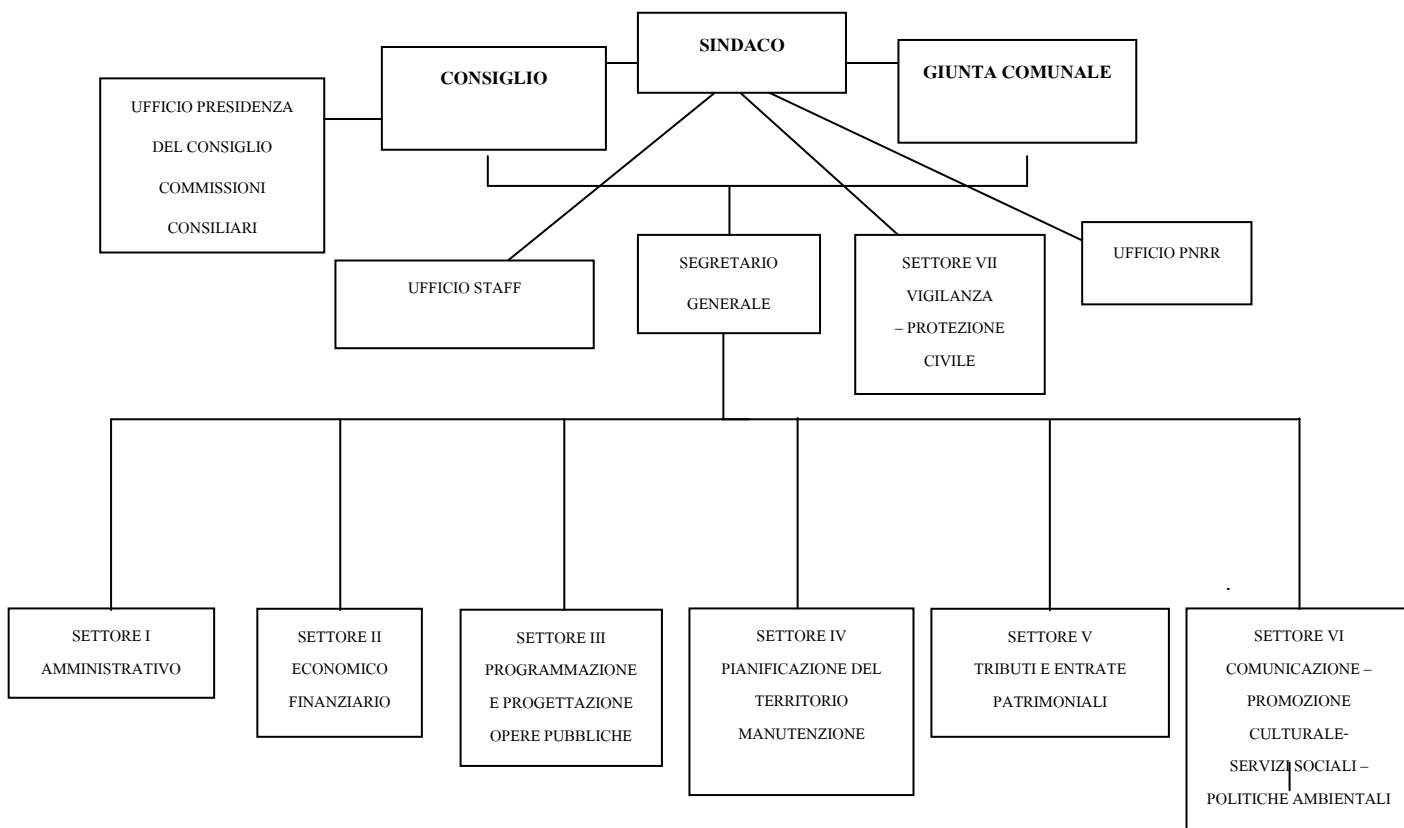 SINDACO
CONSIGLIO
GIUNTA COMUNALE
UFFICIO PRESIDENZA
DEL CONSIGLIO
COMMISSIONI
CONSILIARI
UFFICIO STAFF
SEGRETARIO
GENERALE
SETTORE VII
VIGILANZA
– PROTEZIONE
CIVILE
UFFICIO PNRR
SETTORE I
AMMINISTRATIVO
SETTORE II
ECONOMICO
FINANZIARIO
SETTORE III
PROGRAMMAZIONE
E PROGETTAZIONE
OPERE PUBBLICHE
SETTORE IV
PIANIFICAZIONE DEL
TERRITORIO
MANUTENZIONE
SETTORE V
TRIBUTI E ENTRATE
PATRIMONIALI
SETTORE VI
COMUNICAZIONE –
PROMOZIONE
CULTURALE-
SERVIZI SOCIALI –
POLITICHE AMBIENTALI